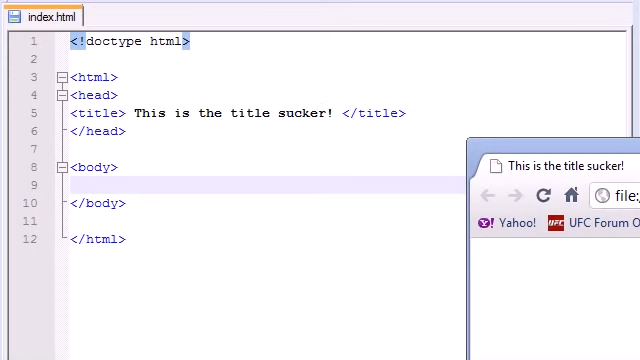 index.html
1 <!doctype html>
2
3 <html>
4 <head>
5 <title> This is the title sucker! </title>
6 </head>
7
8 <body>
9
10 </body>
11
12 </html>
This is the title sucker!
file:/
Yahoo!
UFC UFC Forum O